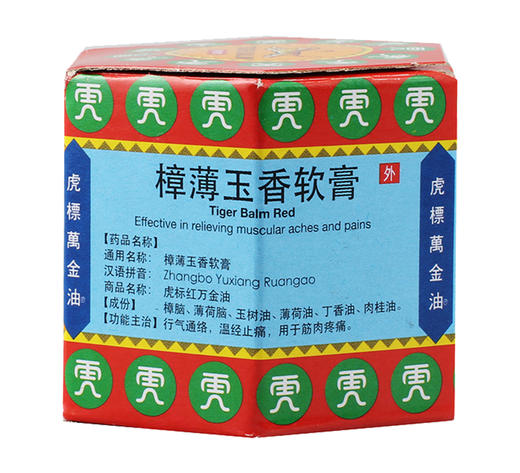 樟薄玉香软膏
外
Tiger Balm Red
Effective in relieving muscular aches and pains
【药品名称】
通用名称：樟薄玉香软膏
汉语拼音：Zhangbo Yuxiang Ruangao
商品名称：虎标红万金油
【成份】樟脑、薄荷脑、玉树油、薄荷油、丁香油、肉桂油。
【功能主治】行气通络，温经止痛，用于筋肉疼痛。
虎標萬金油®
虎標萬金油®